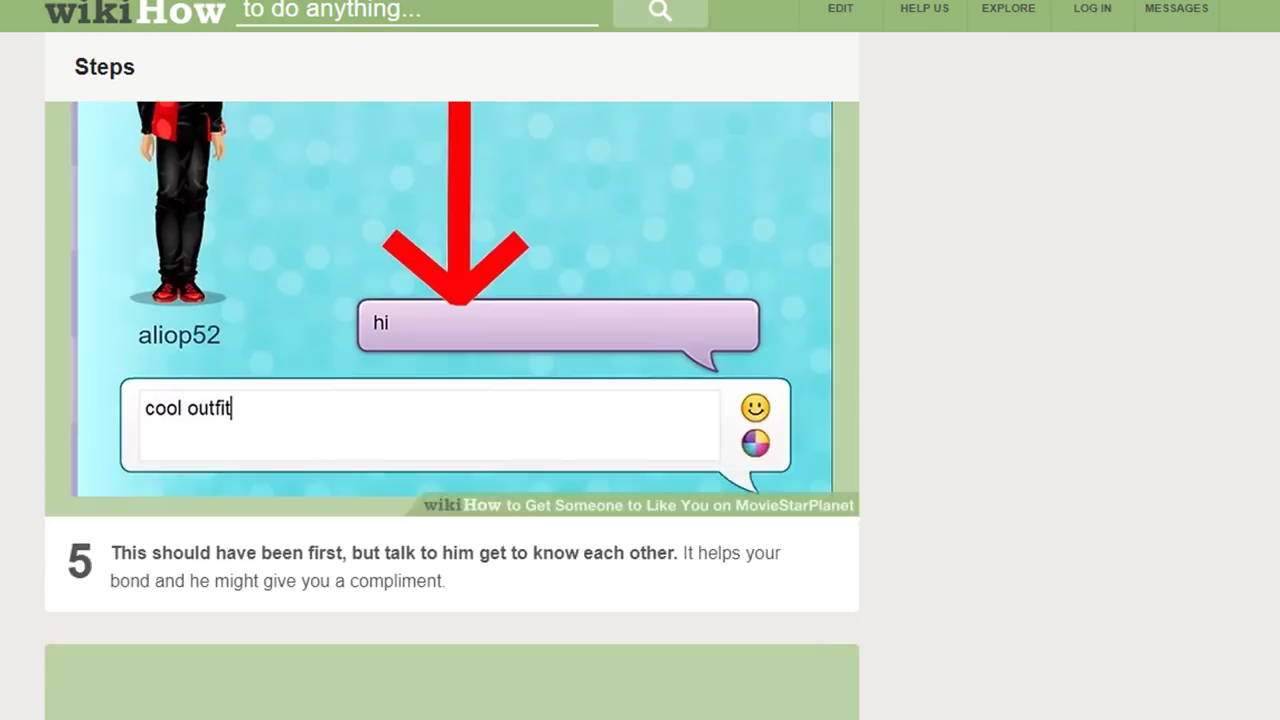 wikiHow to do anything...
EDIT HELP US EXPLORE LOG IN MESSAGES
Steps
hi
aliop52
cool outfit
wikiHow to Get Someone to Like You on MovieStarPlanet
5 This should have been first, but talk to him get to know each other. It helps your
bond and he might give you a compliment.